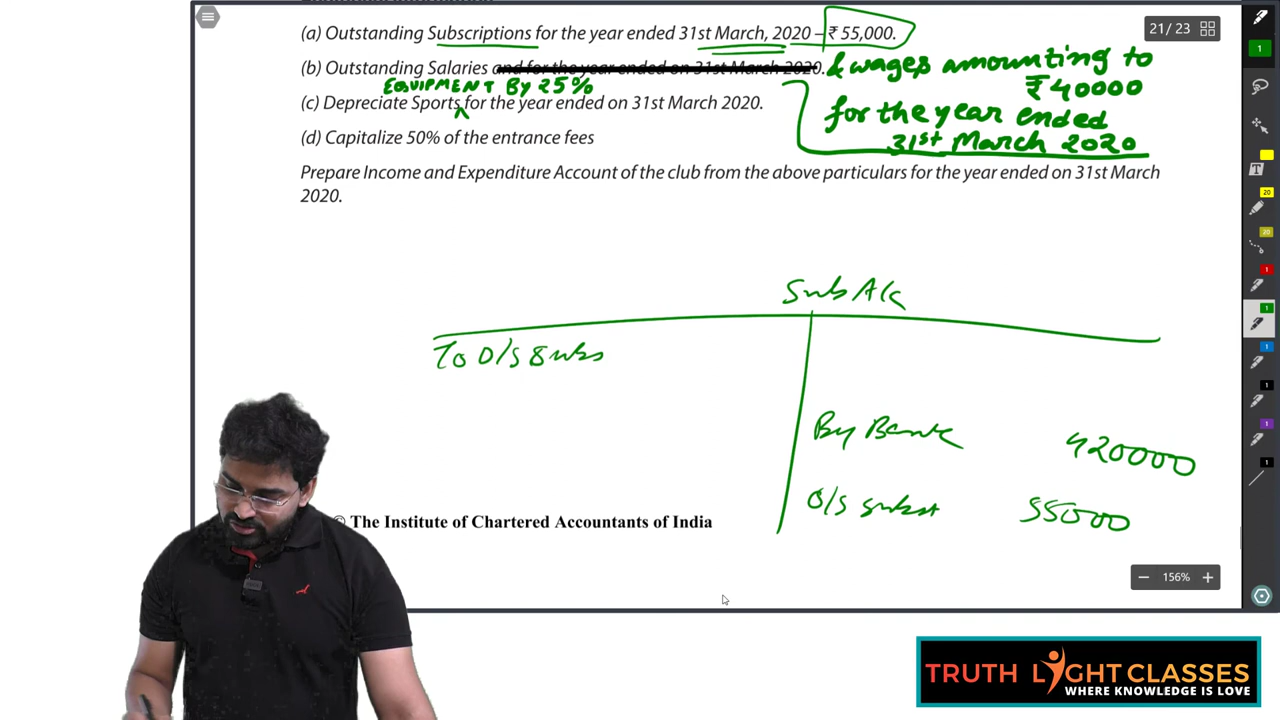 (a) Outstanding Subscriptions for the year ended 31st March, 2020 – ₹ 55,000.
21 / 23
(b) Outstanding Salaries and for the year ended on 31st March 2020. & wages amounting to
₹ 40000
for the year ended
31st March 2020
EQUIPMENT By 25%
(c) Depreciate Sports for the year ended on 31st March 2020.
(d) Capitalize 50% of the entrance fees
Prepare Income and Expenditure Account of the club from the above particulars for the year ended on 31st March
2020.
Sub A/c
To O/S Subs
By Bank 420000
O/S Subst 55000
© The Institute of Chartered Accountants of India
156%
TRUTH LIGHT CLASSES
WHERE KNOWLEDGE IS LOVE